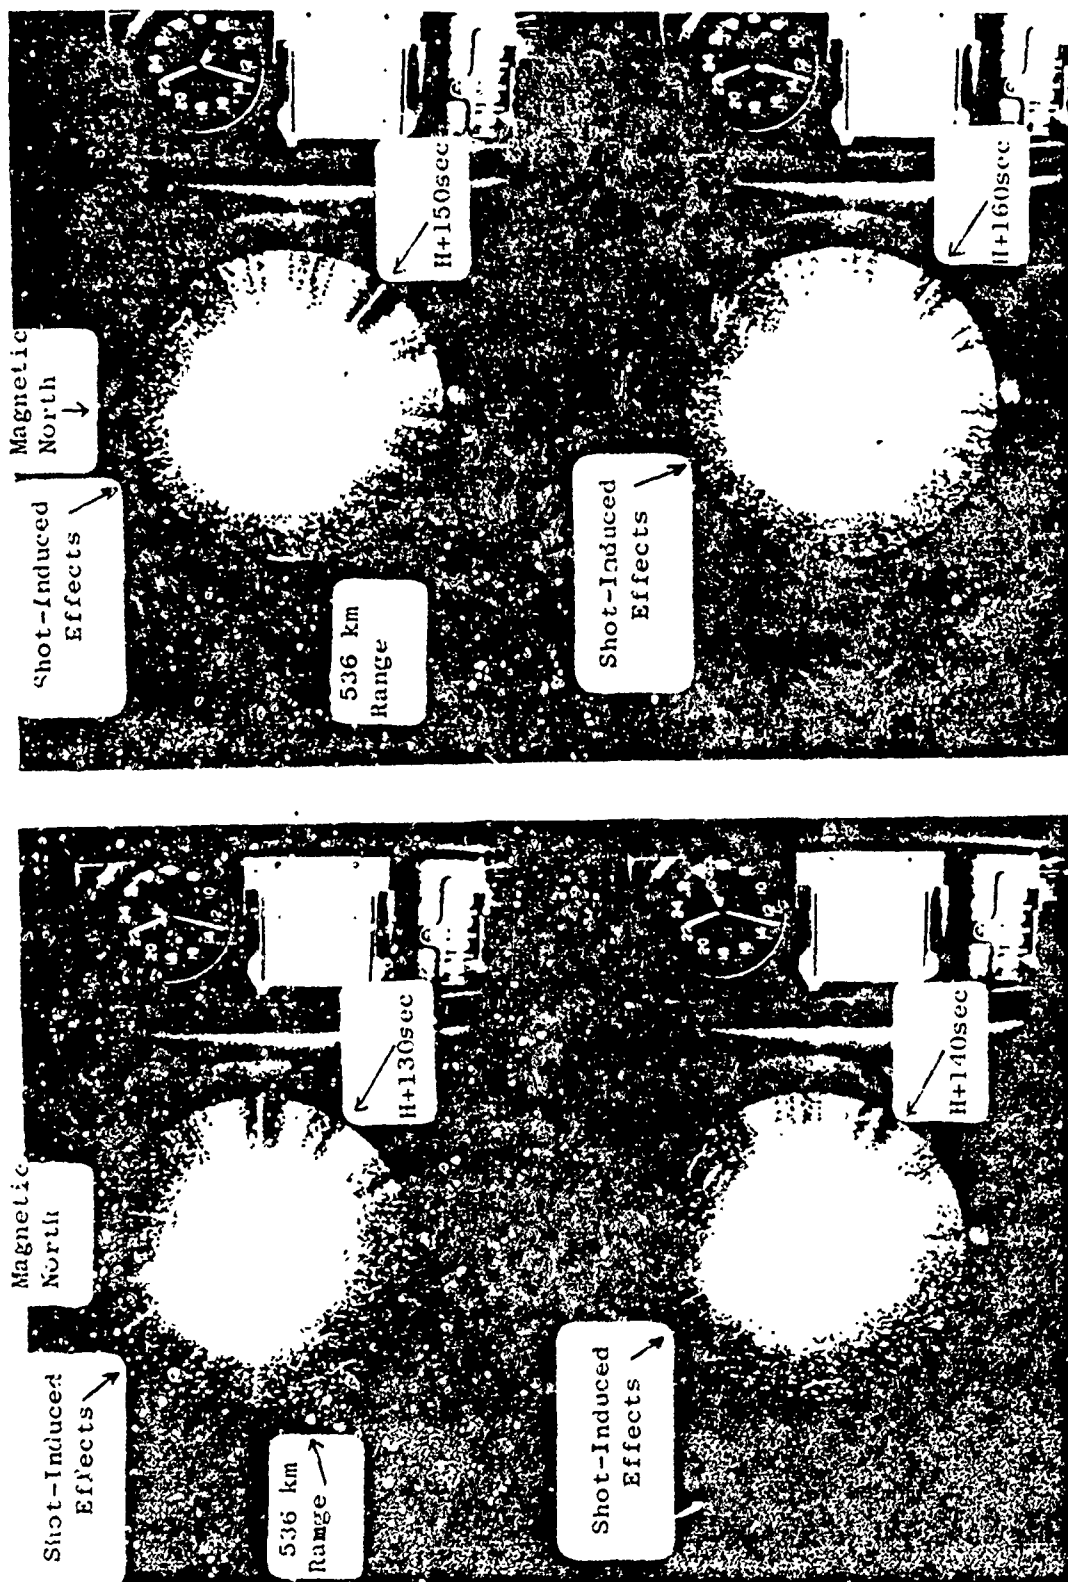 Shot-Induced
Effects
Magnetic
North
536 km
Range
H+130sec
Shot-Induced
Effects
H+140sec
Shot-Induced
Effects
Magnetic
North
536 km
Range
H+150sec
Shot-Induced
Effects
H+160sec